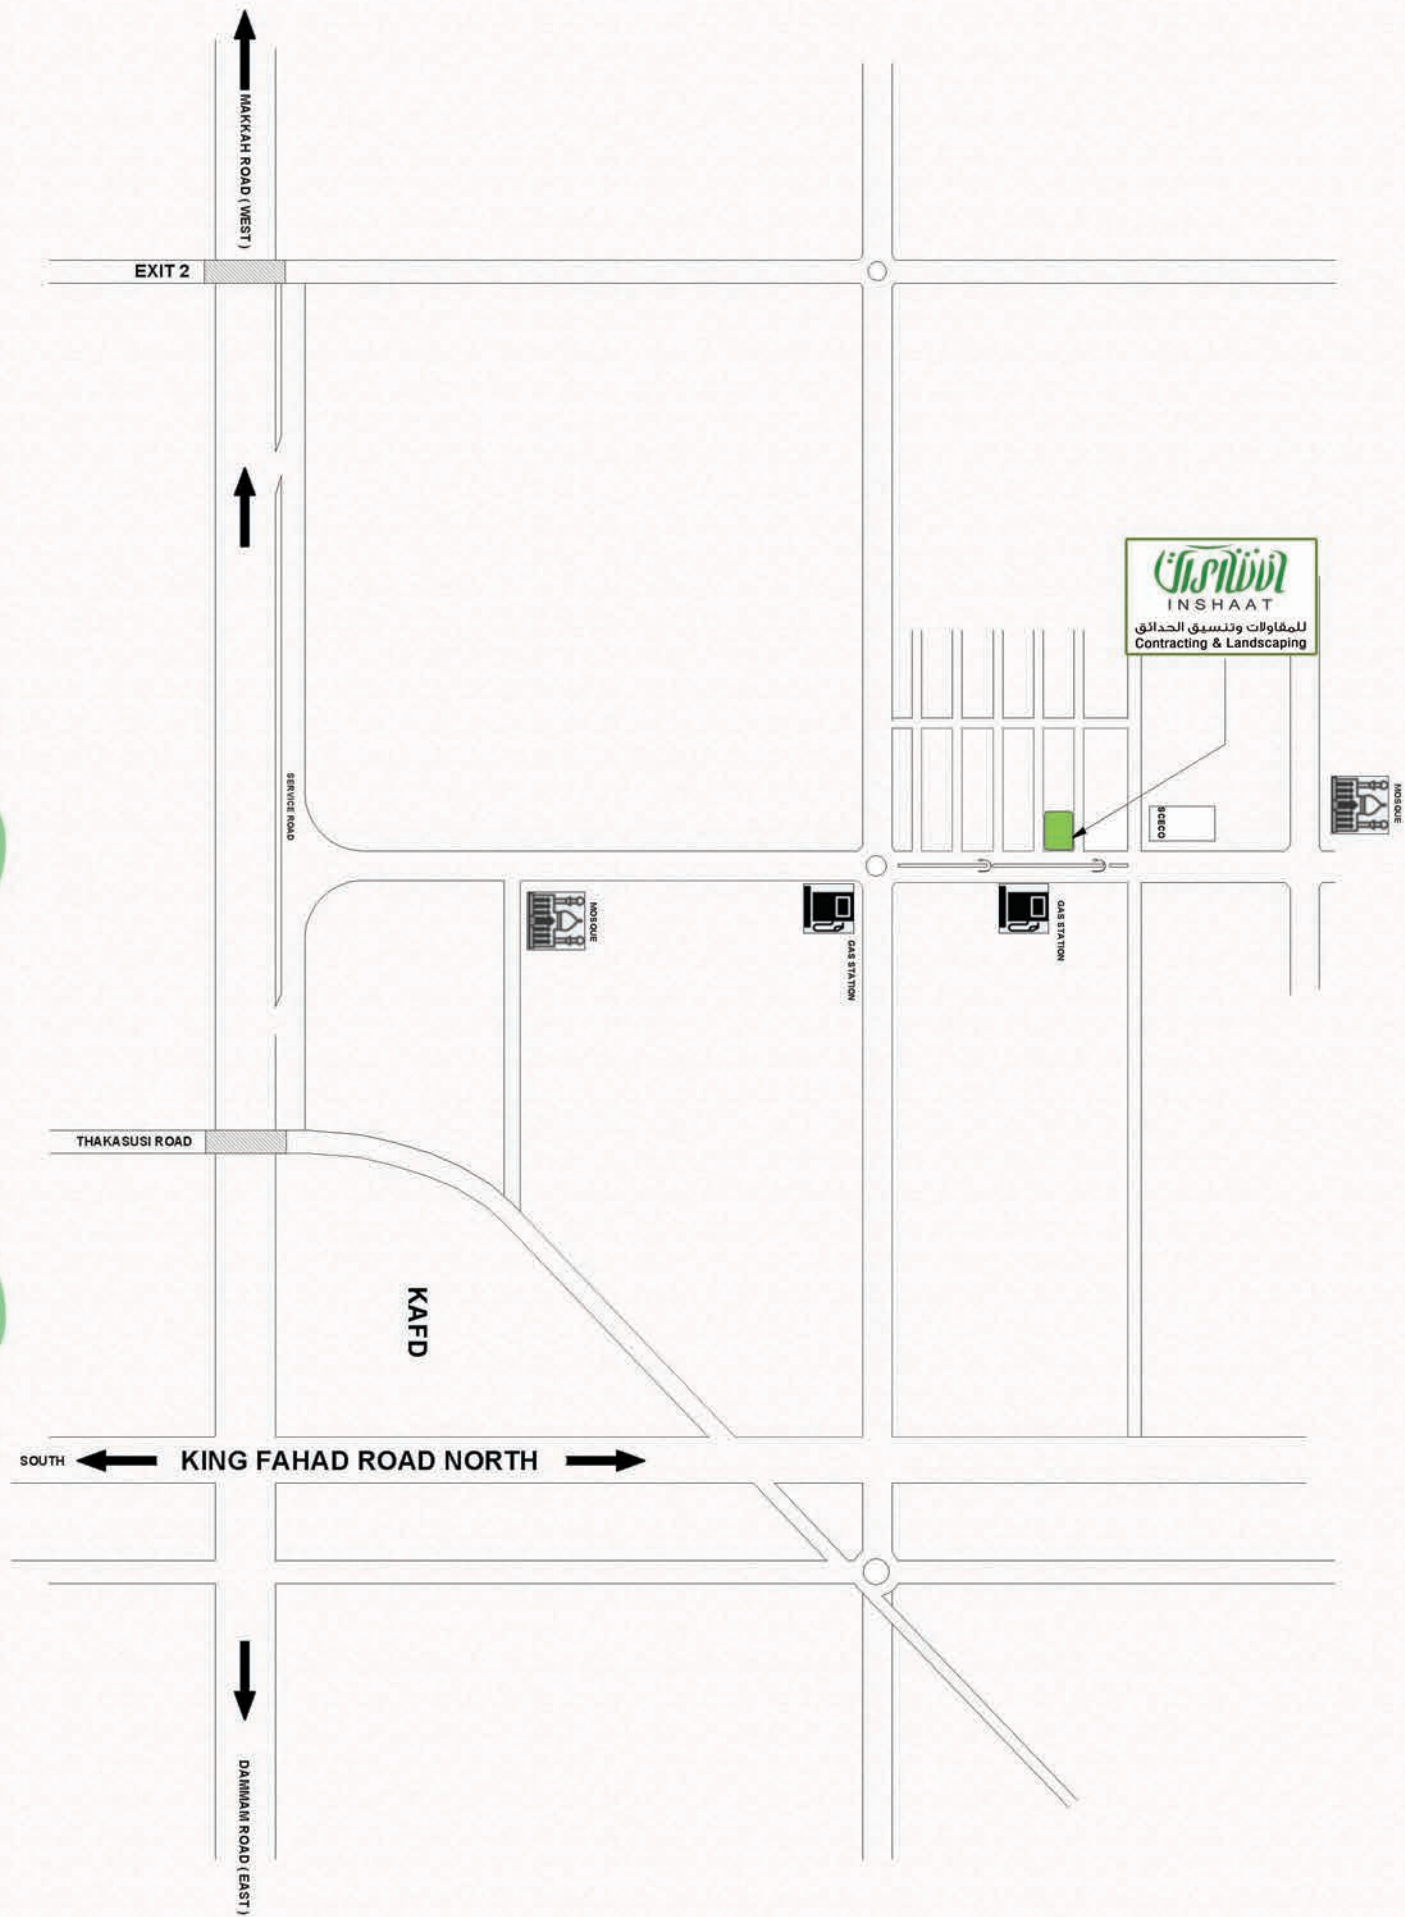 MAKKAH ROAD ( WEST )
EXIT 2
انشاءات
INSHAAT
للمقاولات وتنسيق الحدائق
Contracting & Landscaping
SERVICE ROAD
SCECO
MOSQUE
MOSQUE
GAS STATION
GAS STATION
THAKASUSI ROAD
KAFD
SOUTH
KING FAHAD ROAD NORTH
DAMMAM ROAD ( EAST )